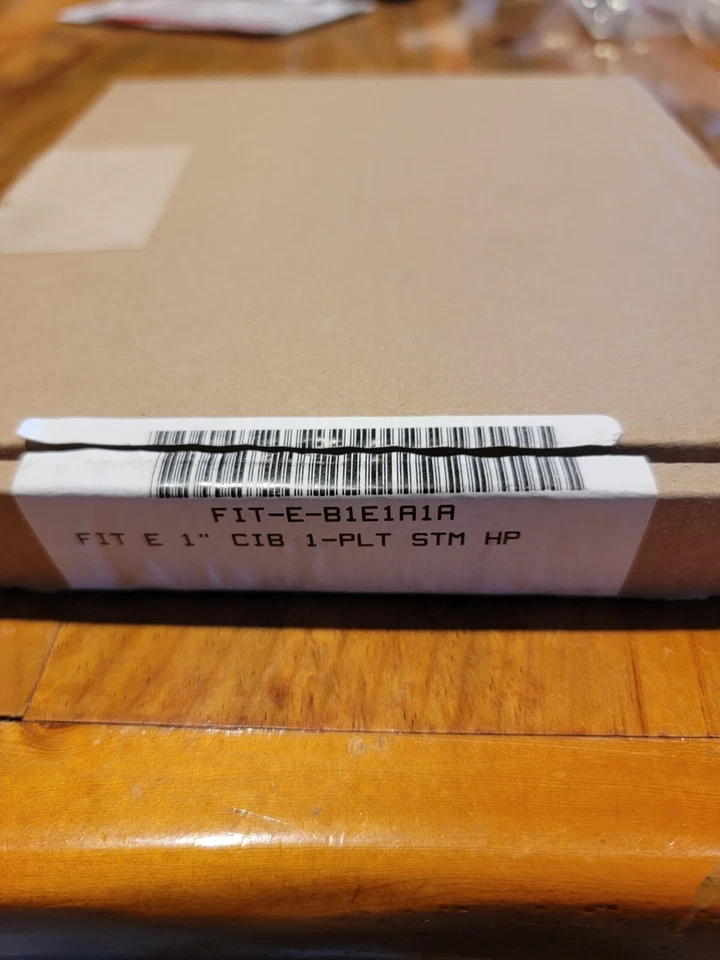 FIT-E-B1E1A1A
FIT E 1" CIB 1-PLT STM HP